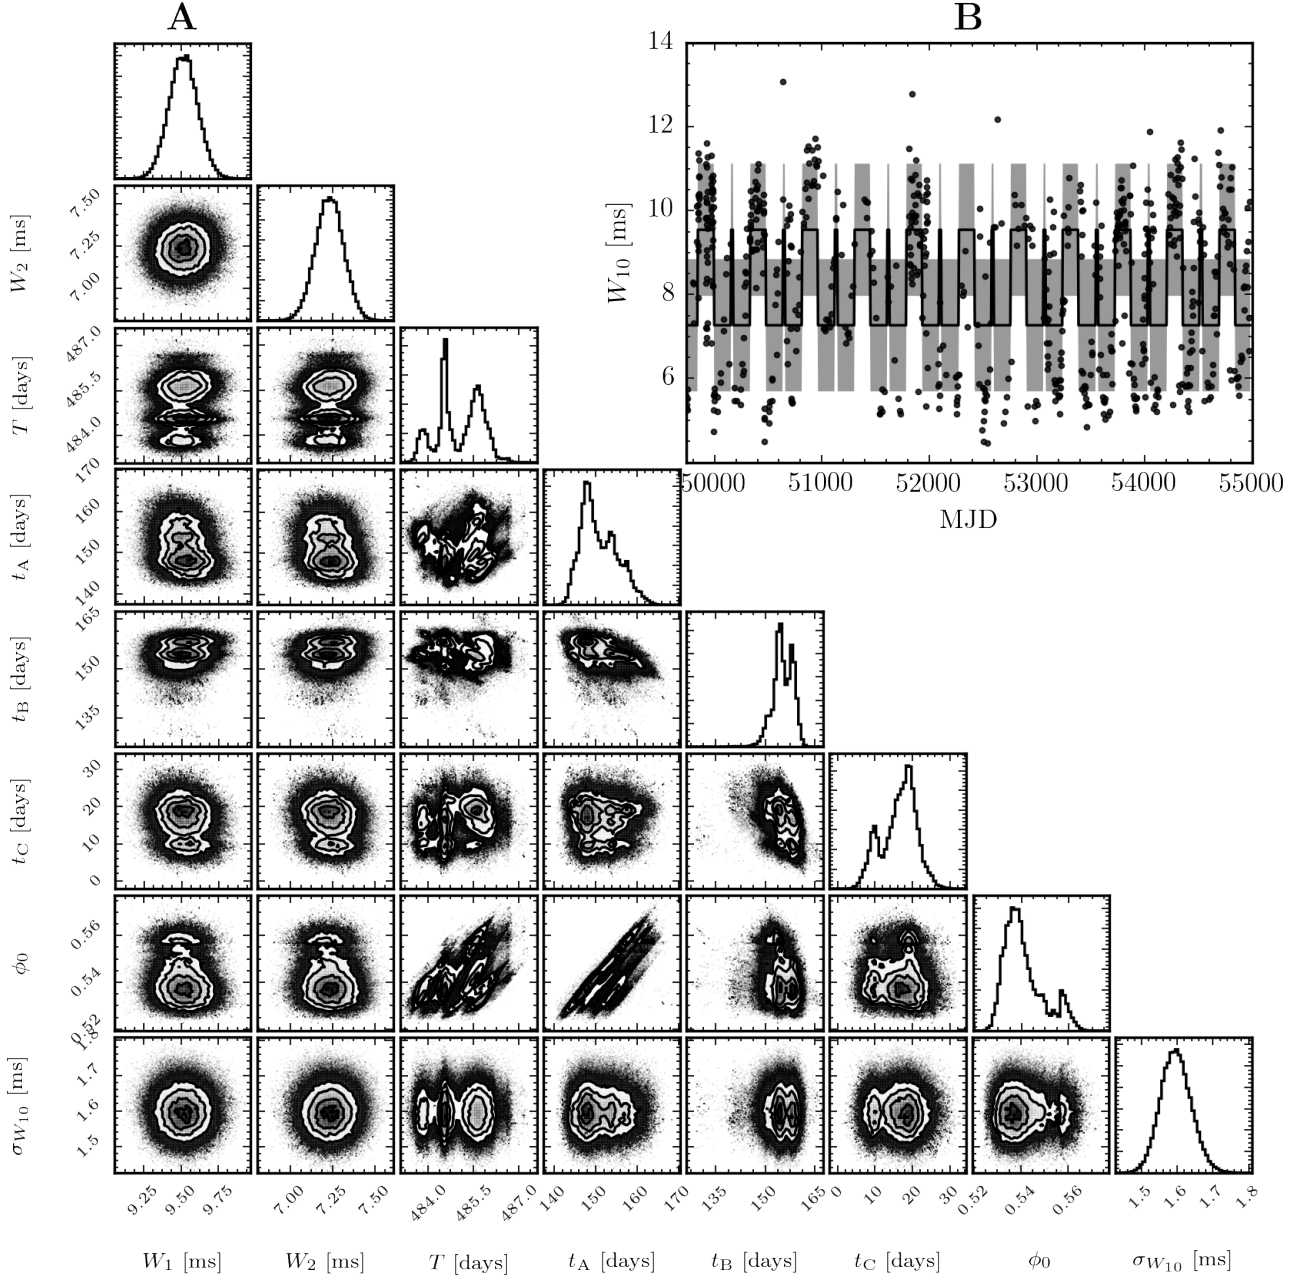 A
B
14
12
10
8
6
W10 [ms]
50000 51000 52000 53000 54000 55000
MJD
7.50
7.25
7.00
W2 [ms]
487.0
485.5
484.0
T [days]
170
160
150
140
tA [days]
165
150
135
tB [days]
30
20
10
0
tC [days]
0.56
0.54
0.52
ϕ0
1.8
1.7
1.6
1.5
σW10 [ms]
9.25 9.50 9.75 7.00 7.25 7.50 484.0 485.5 487.0 140 150 160 170 135 150 165 0 10 20 30 0.52 0.54 0.56 1.5 1.6 1.7 1.8
W1 [ms] W2 [ms] T [days] tA [days] tB [days] tC [days] ϕ0 σW10 [ms]